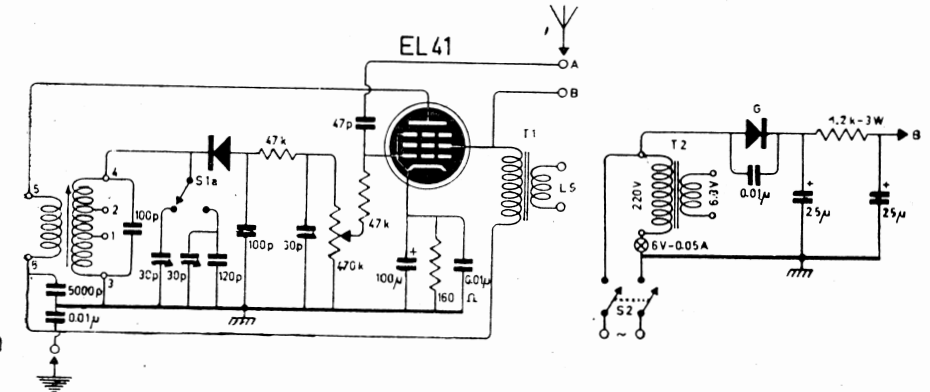 EL41
A
B
47p
T1
LS
47k
4
S1a
5
2
100p
1
3
6
5000p
0.01µ
30p
30p
120p
100p
30p
470k
47k
100µ
+
160
Ω
0.01µ
G
1.2k-3W
B
T2
220V
6.3V
0.01µ
+
25µ
+
25µ
6V-0.05A
S2
~